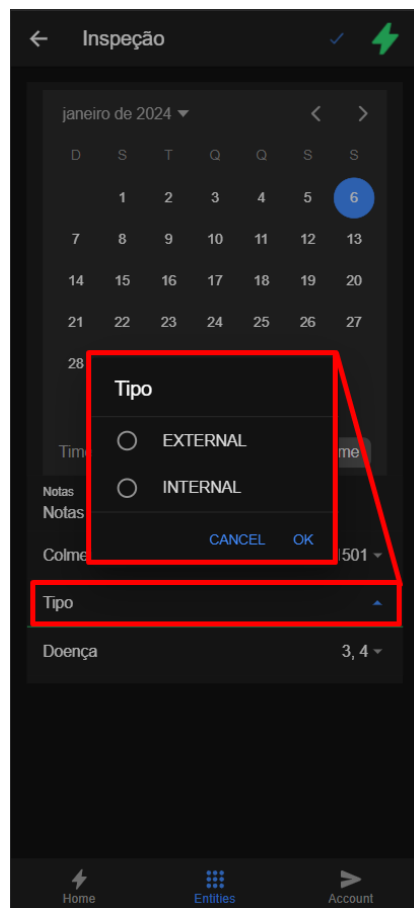 Inspeção
janeiro de 2024
D S T Q Q S S
1 2 3 4 5 6
7 8 9 10 11 12 13
14 15 16 17 18 19 20
21 22 23 24 25 26 27
28
Tipo
EXTERNAL
INTERNAL
CANCEL OK
Notas
Notas
1501
Tipo
Doença 3, 4
Home Entities Account